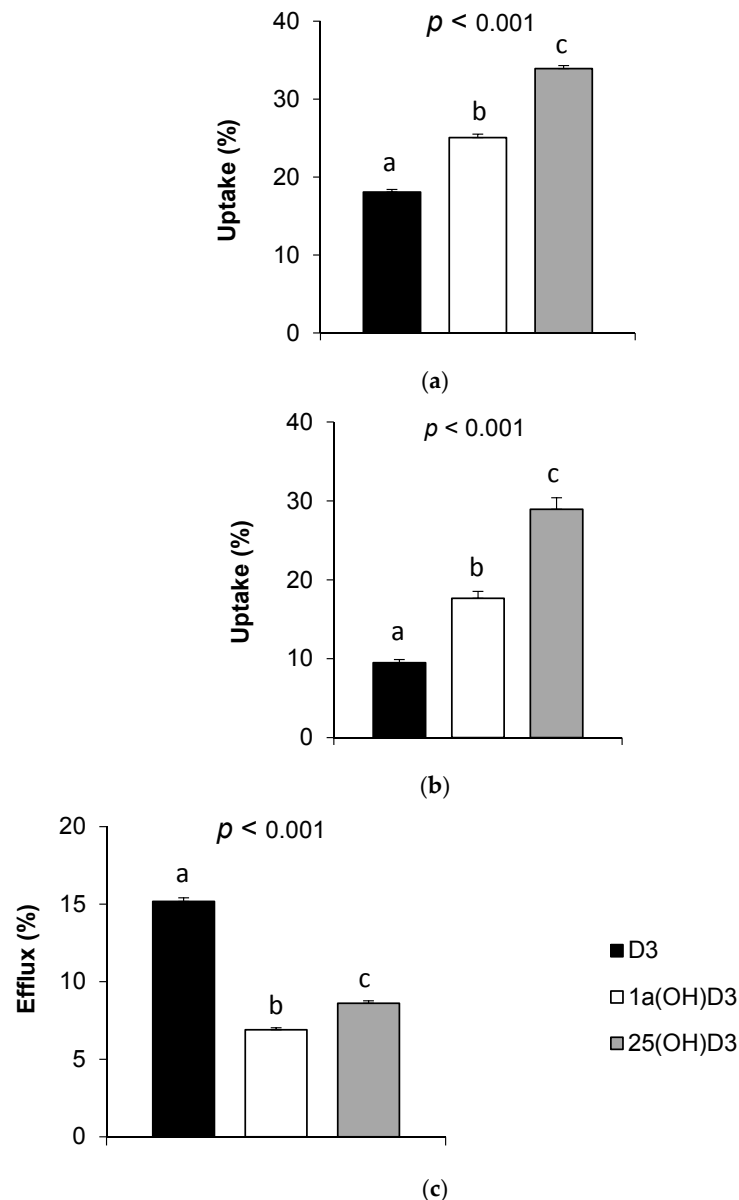 p < 0.001
40
c
30
b
a
20
10
0
Uptake (%)
(a)
p < 0.001
40
c
30
b
20
a
10
0
Uptake (%)
(b)
p < 0.001
20
a
15
c
10
b
5
0
Efflux (%)
D3
1a(OH)D3
25(OH)D3
(c)